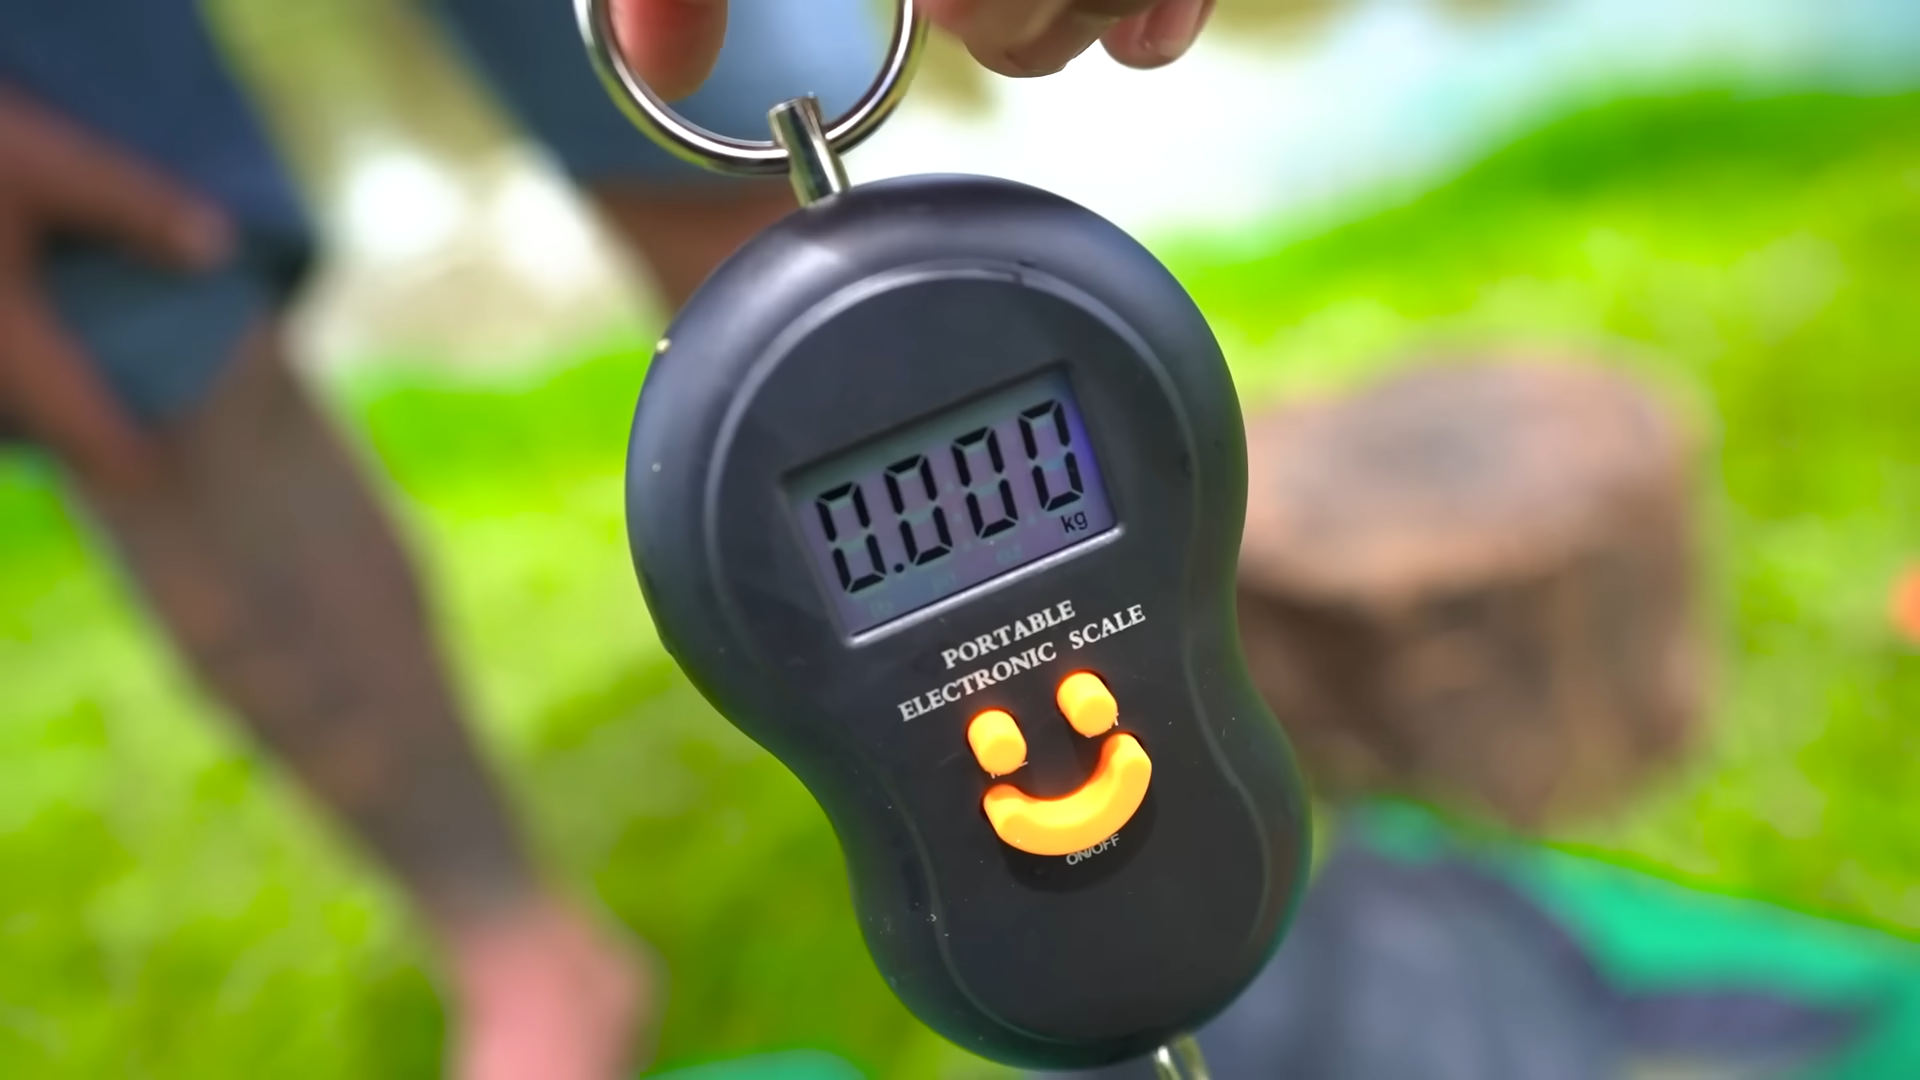 0.000
kg
PORTABLE
ELECTRONIC SCALE
ON/OFF